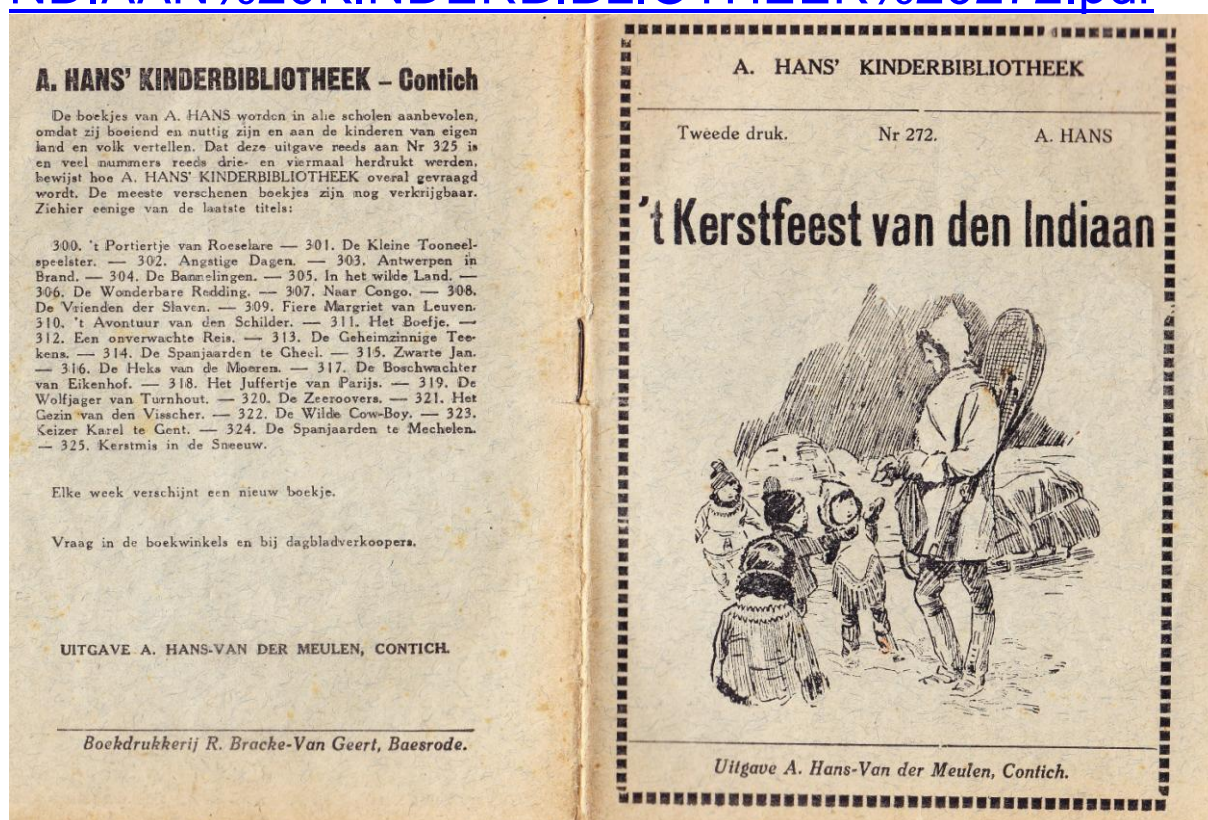 NDIAAN%20KINDERBIBLIOTHEEK%20272.pdf
A. HANS' KINDERBIBLIOTHEEK – Contich
De boekjes van A. HANS worden in alle scholen aanbevolen,
omdat zij boeiend en nuttig zijn en aan de kinderen van eigen
land en volk vertellen. Dat deze uitgave reeds aan Nr 325 is
en veel nummers reeds drie- en viermaal herdrukt werden,
bewijst hoe A. HANS' KINDERBIBLIOTHEEK overal gevraagd
wordt. De meeste verschenen boekjes zijn nog verkrijgbaar.
Ziehier eenige van de laatste titels:
300. 't Portiertje van Roeselare — 301. De Kleine Tooneel-
speelster. — 302. Angstige Dagen. — 303. Antwerpen in
Brand. — 304. De Bannelingen. — 305. In het wilde Land. —
306. De Wonderbare Redding. — 307. Naar Congo. — 308.
De Vrienden der Slaven. — 309. Fiere Margriet van Leuven.
310. 't Avontuur van den Schilder. — 311. Het Boefje. —
312. Een onverwachte Reis. — 313. De Geheimzinnige Tee-
kens. — 314. De Spanjaarden te Gheel. — 315. Zwarte Jan.
— 316. De Heks van de Moeren. — 317. De Boschwachter
van Eikenhof. — 318. Het Juffertje van Parijs. — 319. De
Wolfjager van Turnhout. — 320. De Zeeroovers. — 321. Het
Gezin van den Visscher. — 322. De Wilde Cow-Boy. — 323.
Keizer Karel te Gent. — 324. De Spanjaarden te Mechelen.
— 325. Kerstmis in de Sneeuw.
Elke week verschijnt een nieuw boekje.
Vraag in de boekwinkels en bij dagbladverkoopers.
UITGAVE A. HANS-VAN DER MEULEN, CONTICH.
Boekdrukkerij R. Bracke-Van Geert, Baesrode.
A. HANS' KINDERBIBLIOTHEEK
Tweede druk. Nr 272. A. HANS
't Kerstfeest van den Indiaan
Uitgave A. Hans-Van der Meulen, Contich.